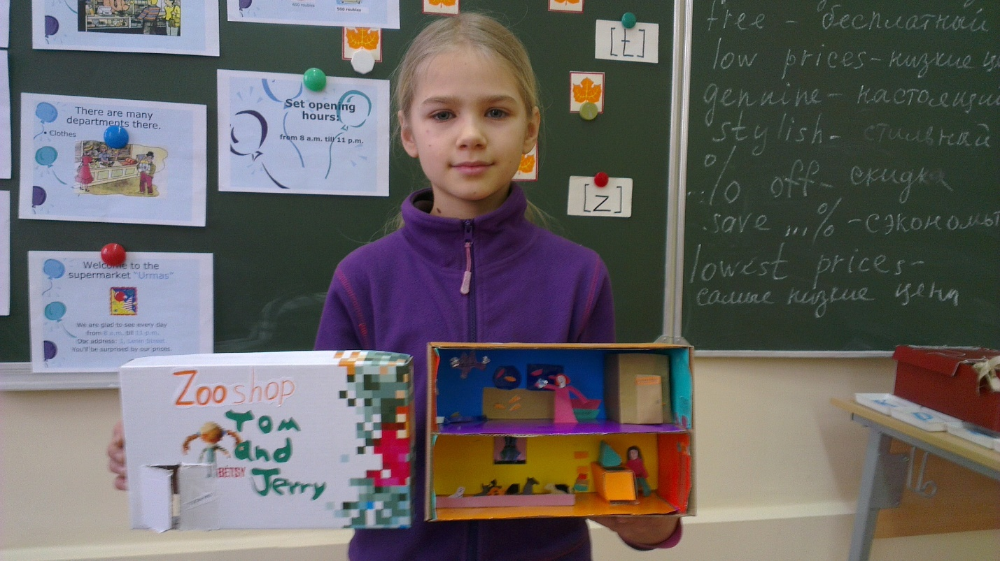 600 roubles
500 roubles
There are many
departments there.
• Clothes
Set opening
hours:
from 8 a.m. till 11 p.m.
Welcome to the
supermarket "Urmas"
We are glad to see every day
from 8 a.m. till 11 p.m.
Our address: 1, Lenin Street
You'll be surprised by our prices.
[t]
[z]
free - бесплатный
low prices - низкие це
genuine - настоящий
stylish - стильный
...% off - скидка
save ...% - сэкономьт
lowest prices -
самые низкие цены
Zoo shop
Tom
and
Jerry
BETSY